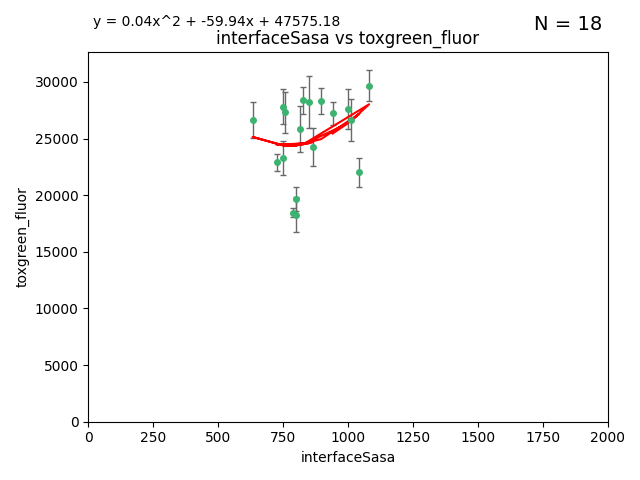 y = 0.04x^2 + -59.94x + 47575.18
N = 18
interfaceSasa vs toxgreen_fluor
30000
25000
20000
15000
10000
5000
0
toxgreen_fluor
0 250 500 750 1000 1250 1500 1750 2000
interfaceSasa